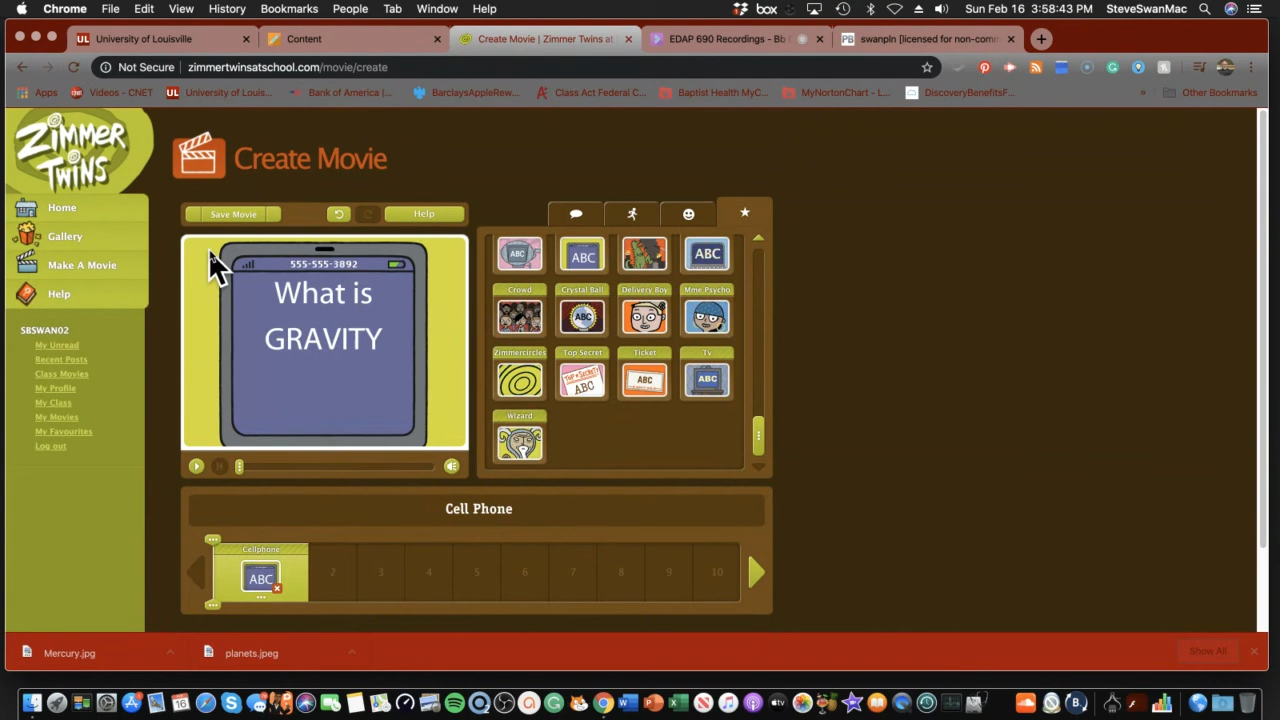 Chrome File Edit View History Bookmarks People Tab Window Help box Sun Feb 16 3:58:43 PM SteveSwanMac
University of Louisville Content Create Movie | Zimmer Twins at EDAP 690 Recordings – Bb swanpln [licensed for non-comm
Not Secure zimmertwinsatschool.com/movie/create
Apps Videos - CNET University of Louis... Bank of America |... BarclaysAppleRew... Class Act Federal C... Baptist Health MyC... MyNortonChart - L... DiscoveryBenefitsF... » Other Bookmarks
ZIMMER
TWINS
Create Movie
Home
Gallery
Make A Movie
Help
SBSWAN02
My Unread
Recent Posts
Class Movies
My Profile
My Class
My Movies
My Favourites
Log out
Save Movie Help
555-555-3892
What is
GRAVITY
ABC ABC ABC
Crowd Crystal Ball Delivery Boy Mme Psycho
ABC
Zimmercircles Top Secret Ticket Tv
TOP SECRET! ABC ABC ABC
Wizard
Cell Phone
Cellphone
ABC 2 3 4 5 6 7 8 9 10
Mercury.jpg planets.jpeg Show All